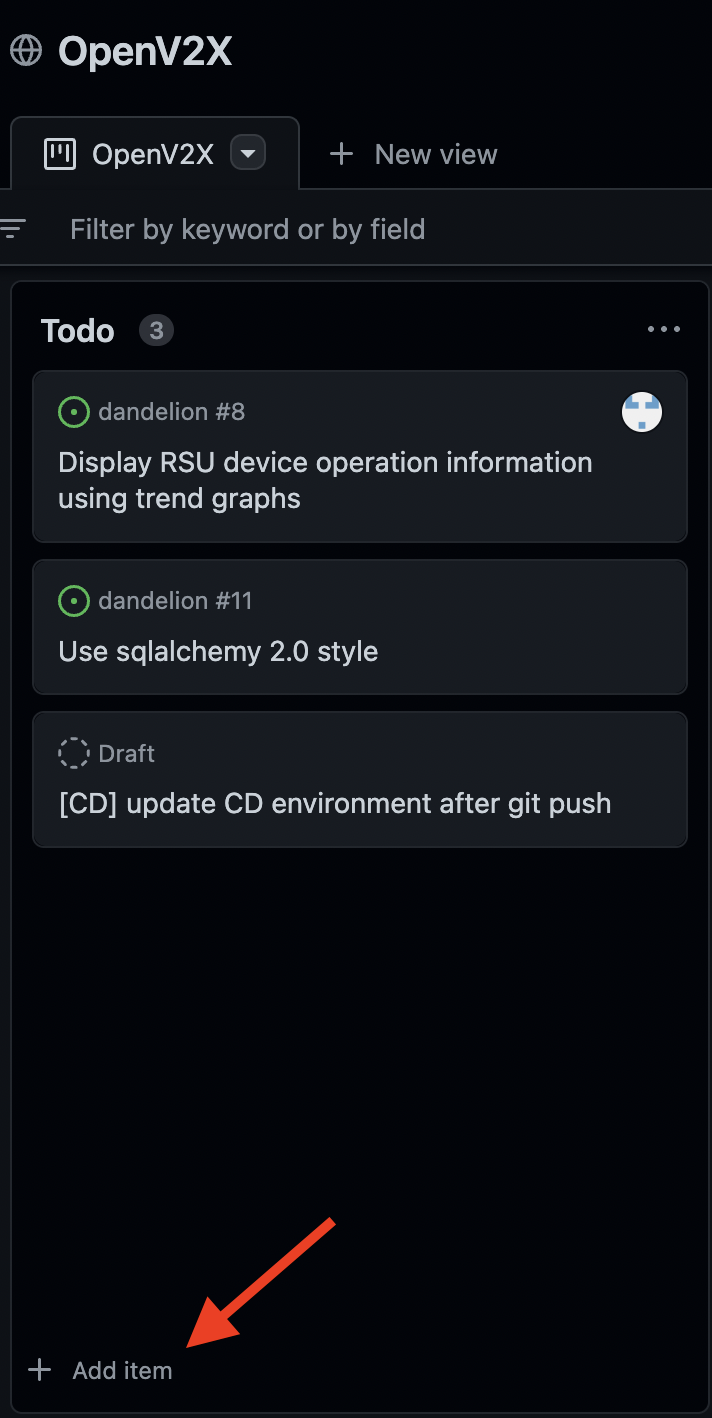 OpenV2X
OpenV2X
New view
Filter by keyword or by field
Todo 3
dandelion #8
Display RSU device operation information
using trend graphs
dandelion #11
Use sqlalchemy 2.0 style
Draft
[CD] update CD environment after git push
Add item